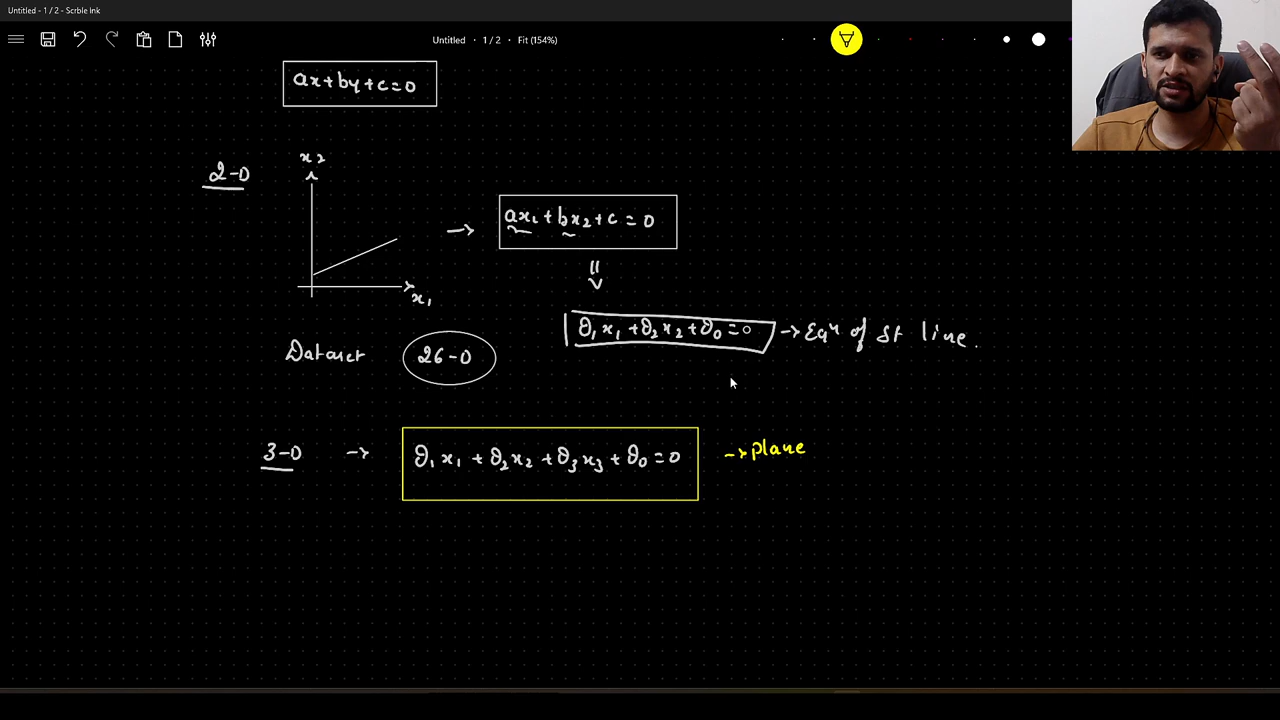 Untitled - 1 / 2 - Scrble Ink
Untitled • 1 / 2 • Fit (154%)
ax+by+c=0
2-D
x2
x1
ax1+bx2+c=0
θ1x1+θ2x2+θ0=0 → Eqn of St line.
Dataset 26-D
3-D → θ1x1+θ2x2+θ3x3+θ0=0 → Plane